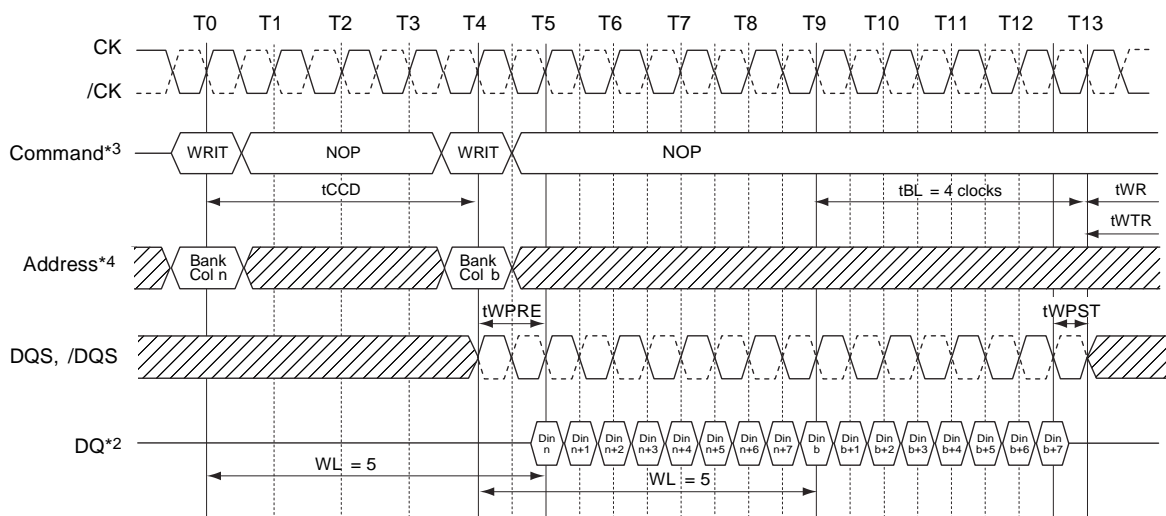 T0 T1 T2 T3 T4 T5 T6 T7 T8 T9 T10 T11 T12 T13
CK
/CK
Command*3 WRIT NOP WRIT NOP
tCCD tBL = 4 clocks tWR
tWTR
Address*4 Bank Col n Bank Col b
tWPRE tWPST
DQS, /DQS
DQ*2 Din n Din n+1 Din n+2 Din n+3 Din n+4 Din n+5 Din n+6 Din n+7 Din b Din b+1 Din b+2 Din b+3 Din b+4 Din b+5 Din b+6 Din b+7
WL = 5
WL = 5